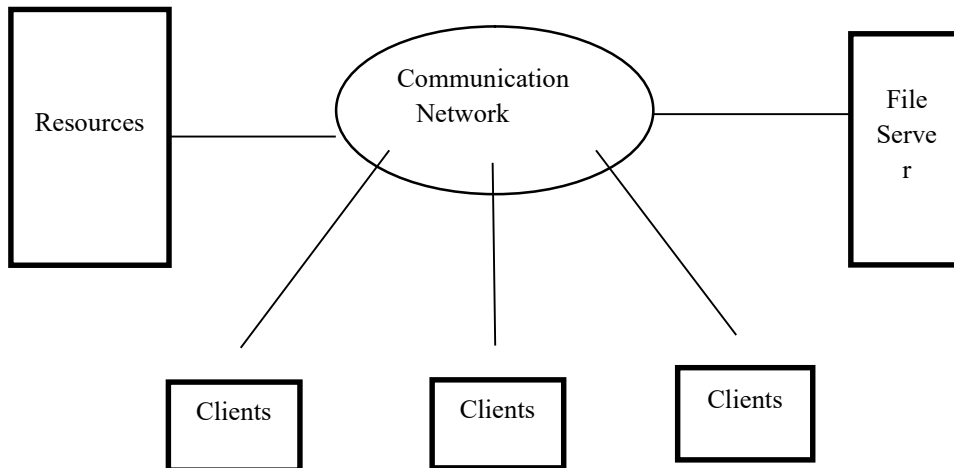 Resources
Communication
Network
File
Serve
r
Clients
Clients
Clients